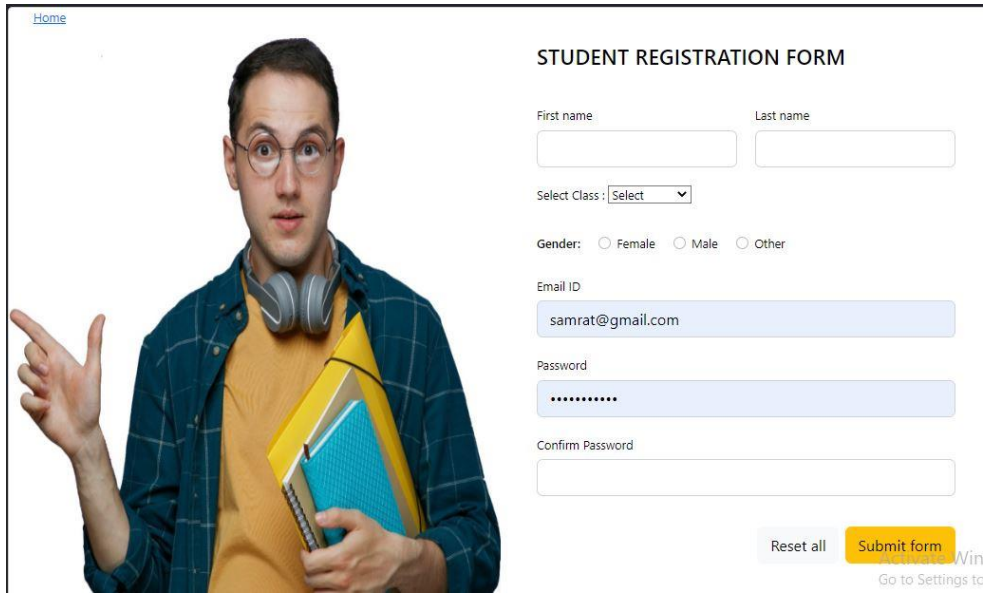 Home
STUDENT REGISTRATION FORM
First name Last name
Select Class : Select
Gender: Female Male Other
Email ID
samrat@gmail.com
Password
•••••••••••
Confirm Password
Reset all Submit form
Activate Win
Go to Settings to